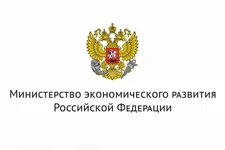 Министерство экономического развития
Российской Федерации